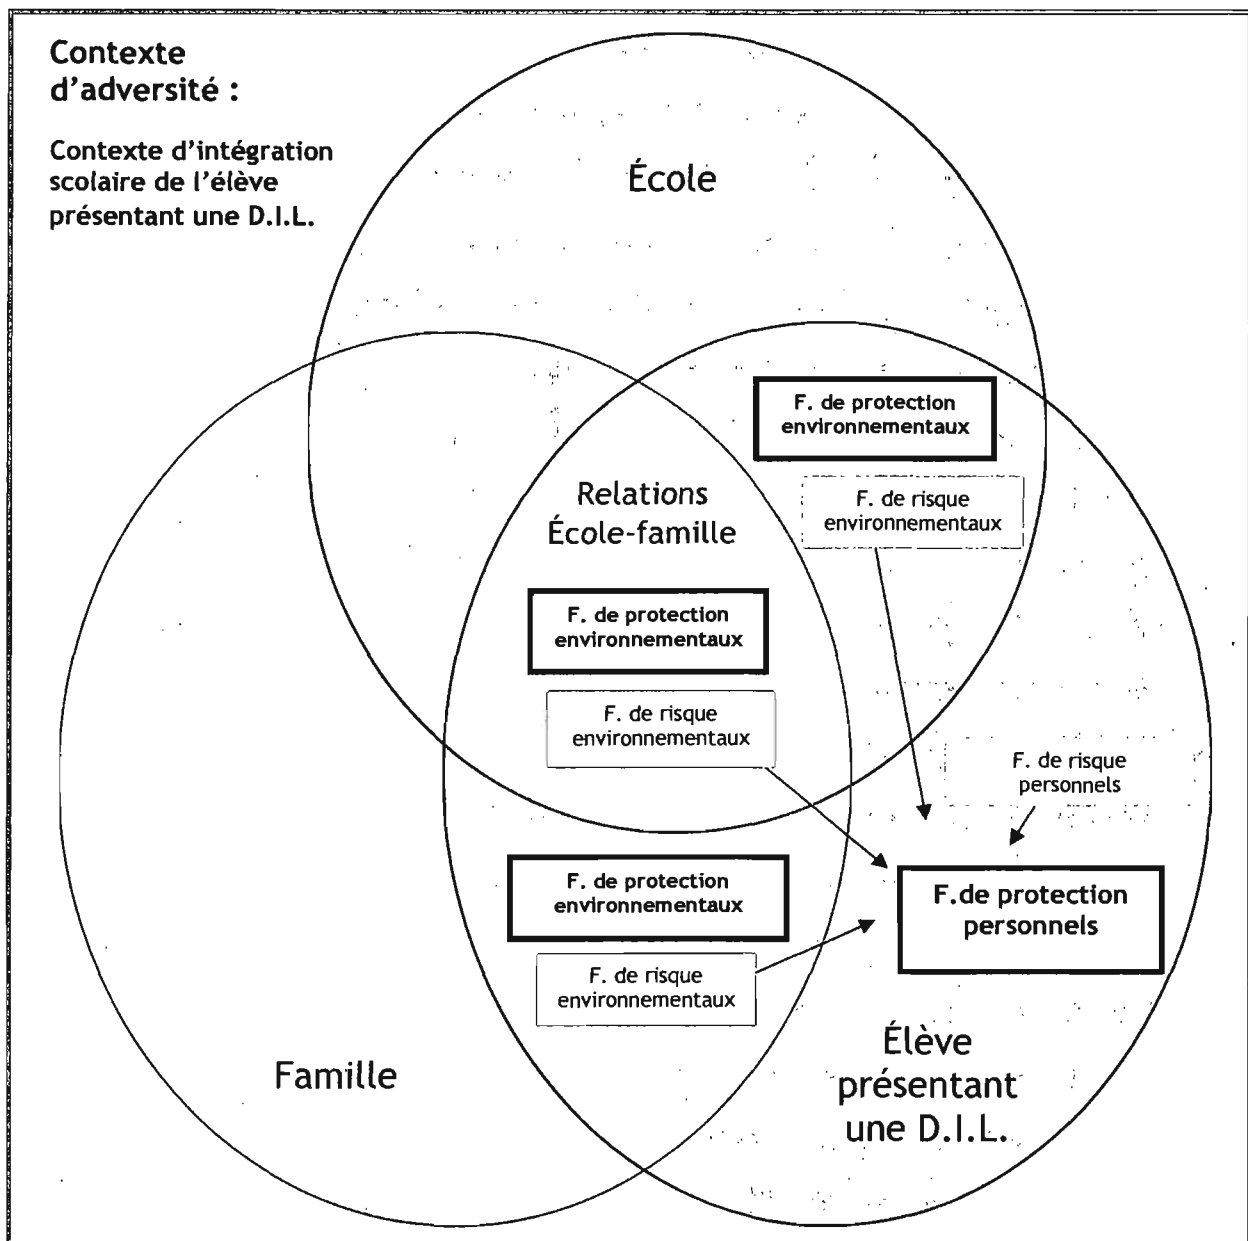 Contexte
d'adversité :
Contexte d'intégration
scolaire de l'élève
présentant une D.I.L.
École
F. de protection
environnementaux
F. de risque
environnementaux
Relations
École-famille
F. de protection
environnementaux
F. de risque
environnementaux
F. de risque
personnels
F. de protection
environnementaux
F.de protection
personnels
F. de risque
environnementaux
Famille
Élève
présentant
une D.I.L.